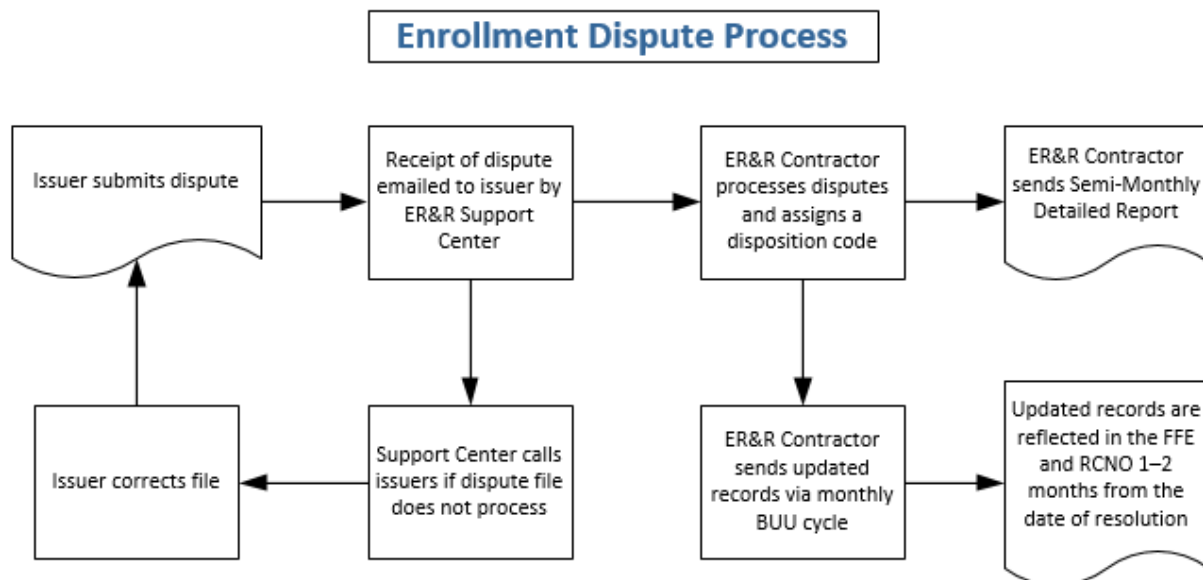 Enrollment Dispute Process
Issuer submits dispute
Receipt of dispute
emailed to issuer by
ER&R Support
Center
ER&R Contractor
processes disputes
and assigns a
disposition code
ER&R Contractor
sends Semi-Monthly
Detailed Report
Issuer corrects file
Support Center calls
issuers if dispute file
does not process
ER&R Contractor
sends updated
records via monthly
BUU cycle
Updated records are
reflected in the FFE
and RCNO 1–2
months from the
date of resolution